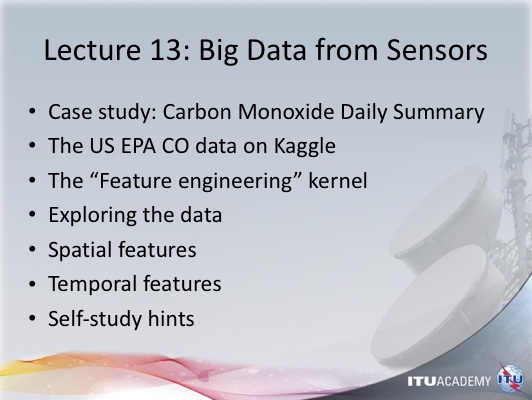 Lecture 13: Big Data from Sensors
• Case study: Carbon Monoxide Daily Summary
• The US EPA CO data on Kaggle
• The “Feature engineering” kernel
• Exploring the data
• Spatial features
• Temporal features
• Self-study hints
ITUACADEMY ITU